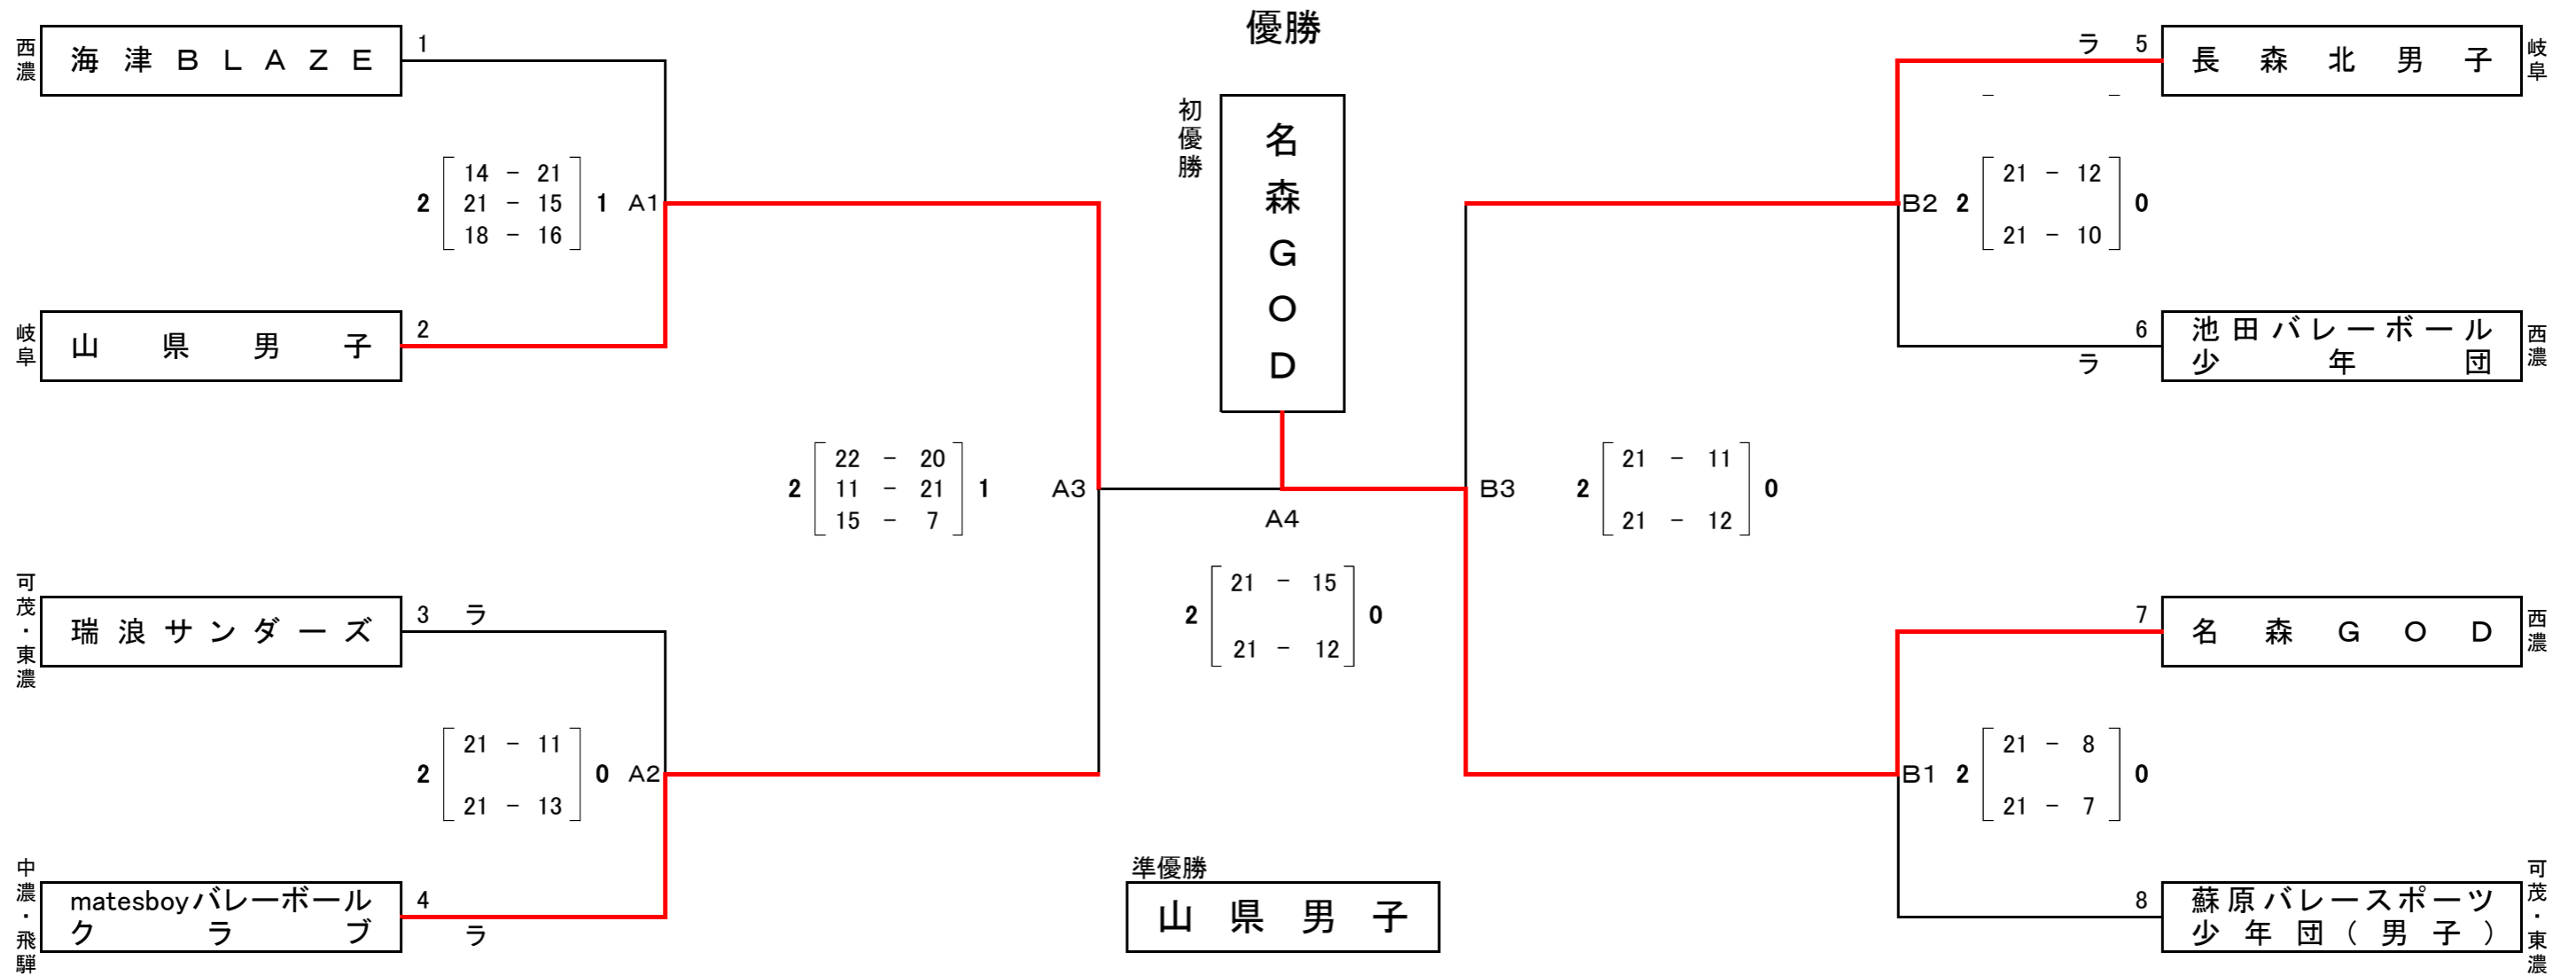 優勝
西濃
海津BLAZE
1
14 - 21
2 21 - 15 1 A1
18 - 16
岐阜
山県男子
2
22 - 20
2 11 - 21 1 A3
15 - 7
可茂・東濃
瑞浪サンダーズ
3 ラ
21 - 11
2 0 A2
21 - 13
中濃・飛騨
matesboyバレーボール
クラブ
4
ラ
初優勝
名森GOD
A4
21 - 15
2 0
21 - 12
準優勝
山県男子
ラ 5
長森北男子
岐阜
- -
21 - 12
B2 2 0
21 - 10
6
ラ
池田バレーボール
少年団
西濃
21 - 11
B3 2 0
21 - 12
7
名森GOD
西濃
21 - 8
B1 2 0
21 - 7
8
蘇原バレースポーツ
少年団(男子)
可茂・東濃